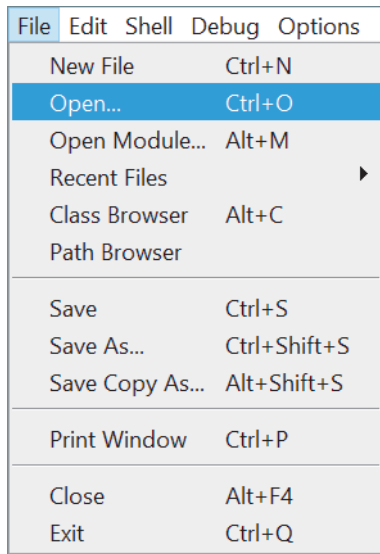 File Edit Shell Debug Options
New File Ctrl+N
Open... Ctrl+O
Open Module... Alt+M
Recent Files
Class Browser Alt+C
Path Browser
Save Ctrl+S
Save As... Ctrl+Shift+S
Save Copy As... Alt+Shift+S
Print Window Ctrl+P
Close Alt+F4
Exit Ctrl+Q